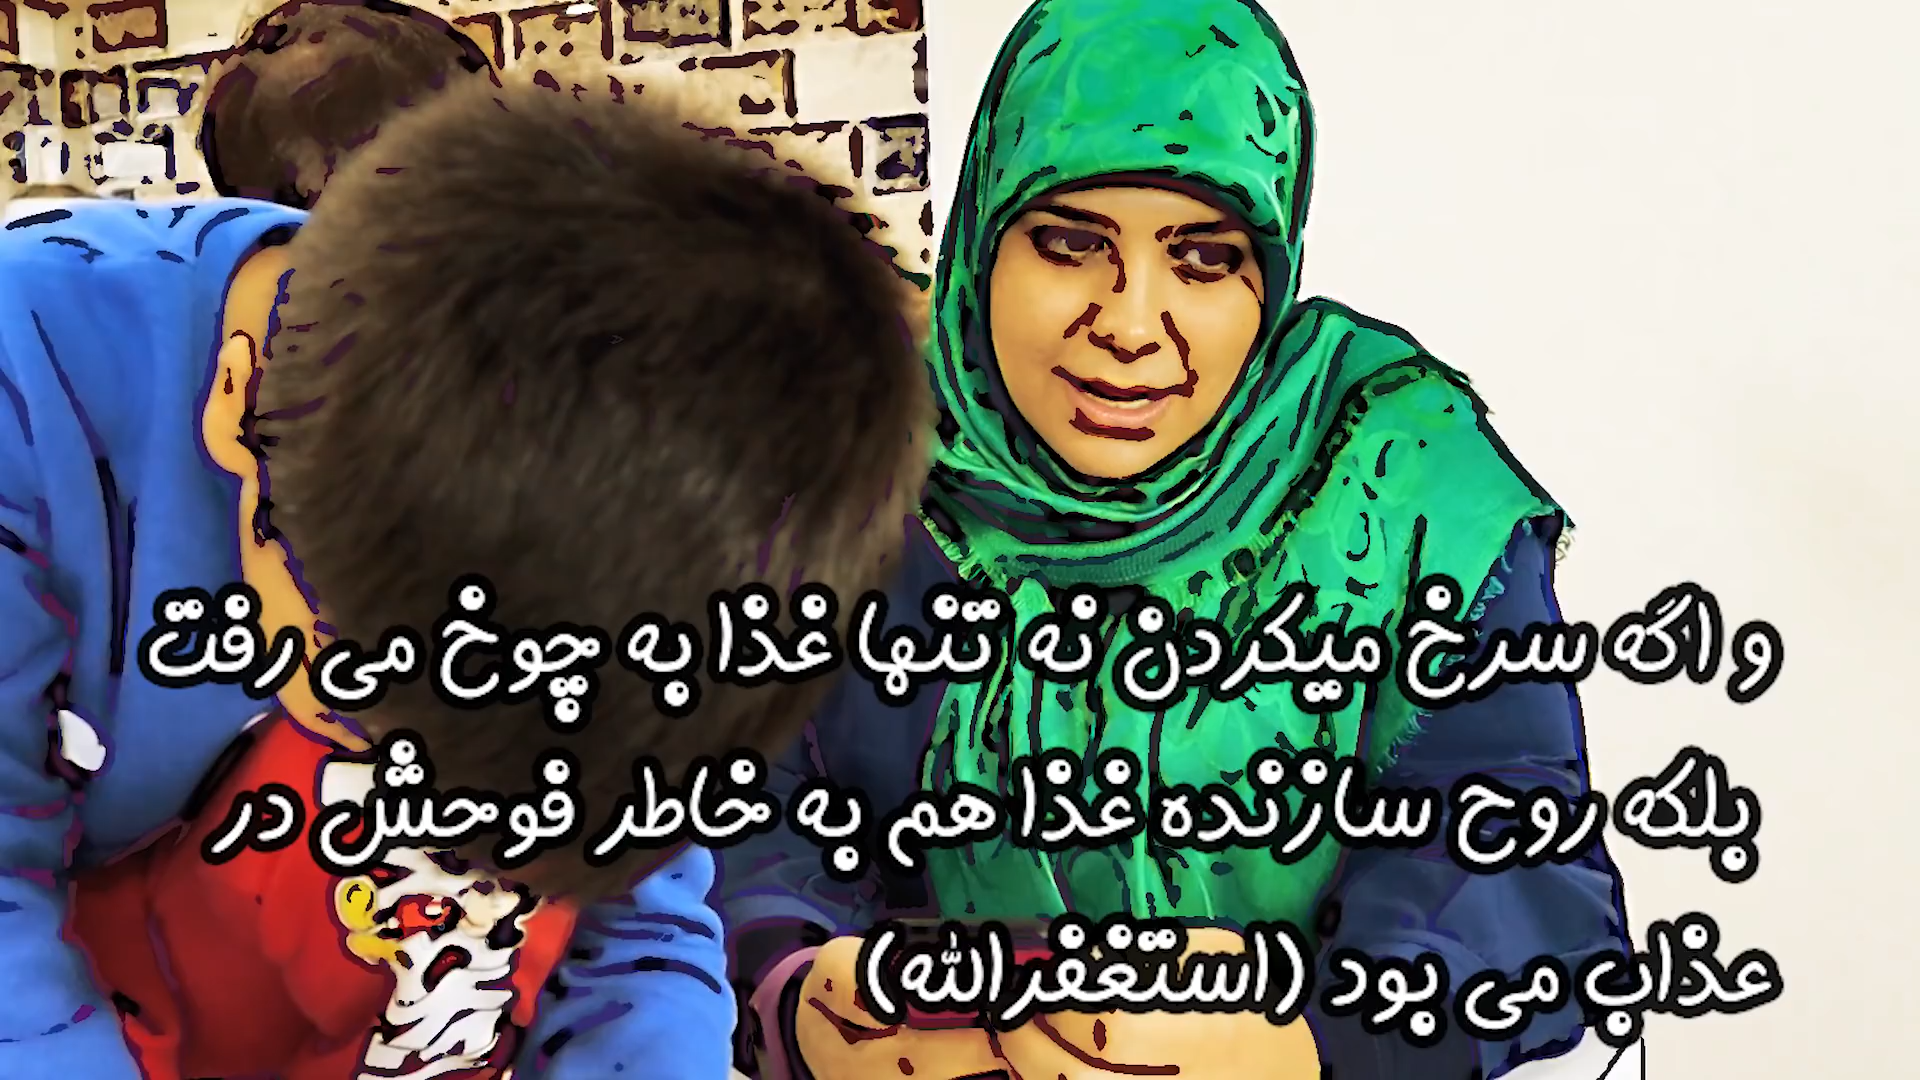 و اگه سرخ میکردن نه تنها غذا به چوخ می رفت
بلکه روح سازنده غذا هم به خاطر فوحش در
عذاب می بود (استغفرالله)